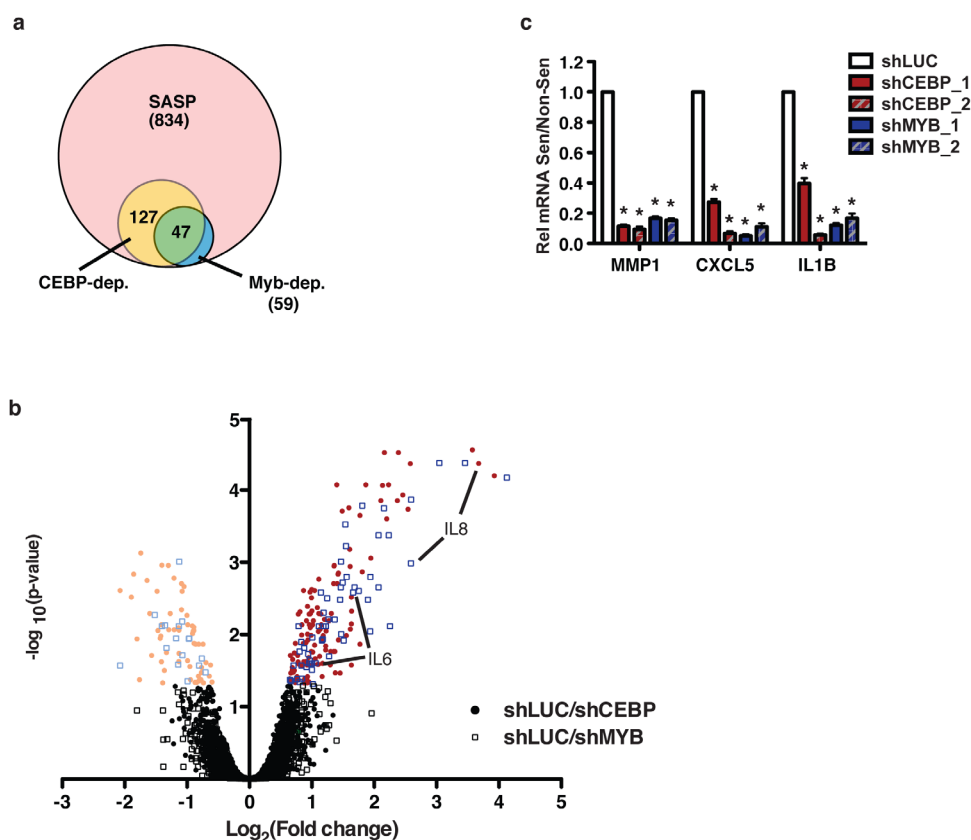 a
SASP
(834)
127
47
CEBP-dep.
Myb-dep.
(59)
c
Rel mRNA Sen/Non-Sen
1.2
1.0
0.8
0.6
0.4
0.2
0.0
* * * *
* * * *
* * * *
MMP1 CXCL5 IL1B
shLUC
shCEBP_1
shCEBP_2
shMYB_1
shMYB_2
b
-log 10(p-value)
5
4
3
2
1
IL8
IL6
shLUC/shCEBP
shLUC/shMYB
-3 -2 -1 0 1 2 3 4 5
Log2(Fold change)